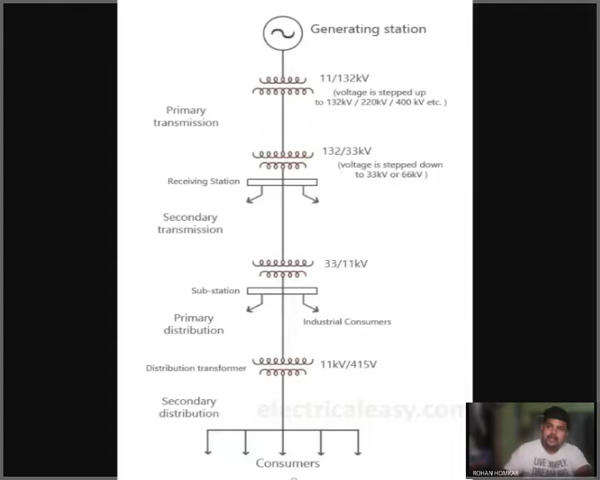 Generating station
11/132kV
(voltage is stepped up
to 132kV / 220kV / 400 kV etc. )
Primary
transmission
132/33kV
(voltage is stepped down
to 33kV or 66kV )
Receiving Station
Secondary
transmission
33/11kV
Sub-station
Primary
distribution
Industrial Consumers
Distribution transformer
11kV/415V
Secondary
distribution
electricaleasy.com
Consumers
LIVE SIMPLY.
ROHAN HOMKAR